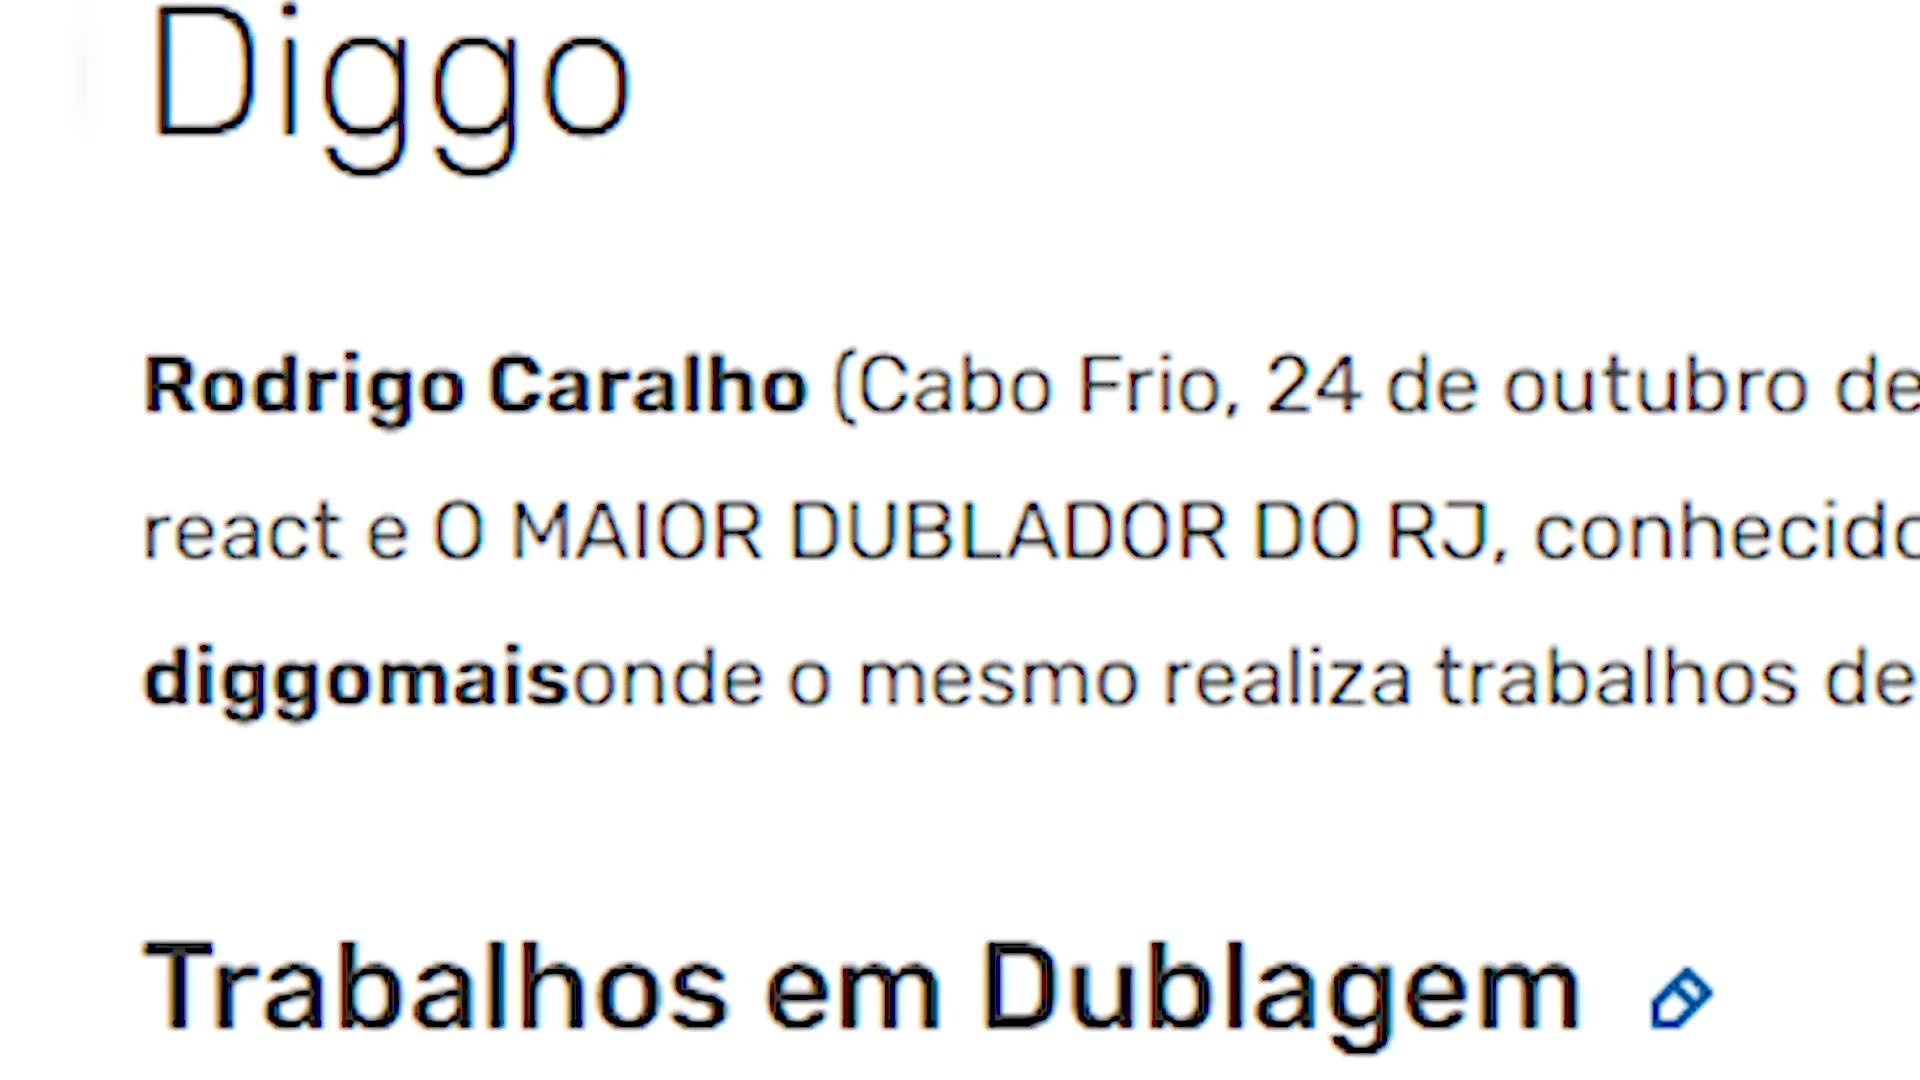 Diggo
Rodrigo Caralho (Cabo Frio, 24 de outubro de
react e O MAIOR DUBLADOR DO RJ, conhecido
diggomaisonde o mesmo realiza trabalhos de
Trabalhos em Dublagem